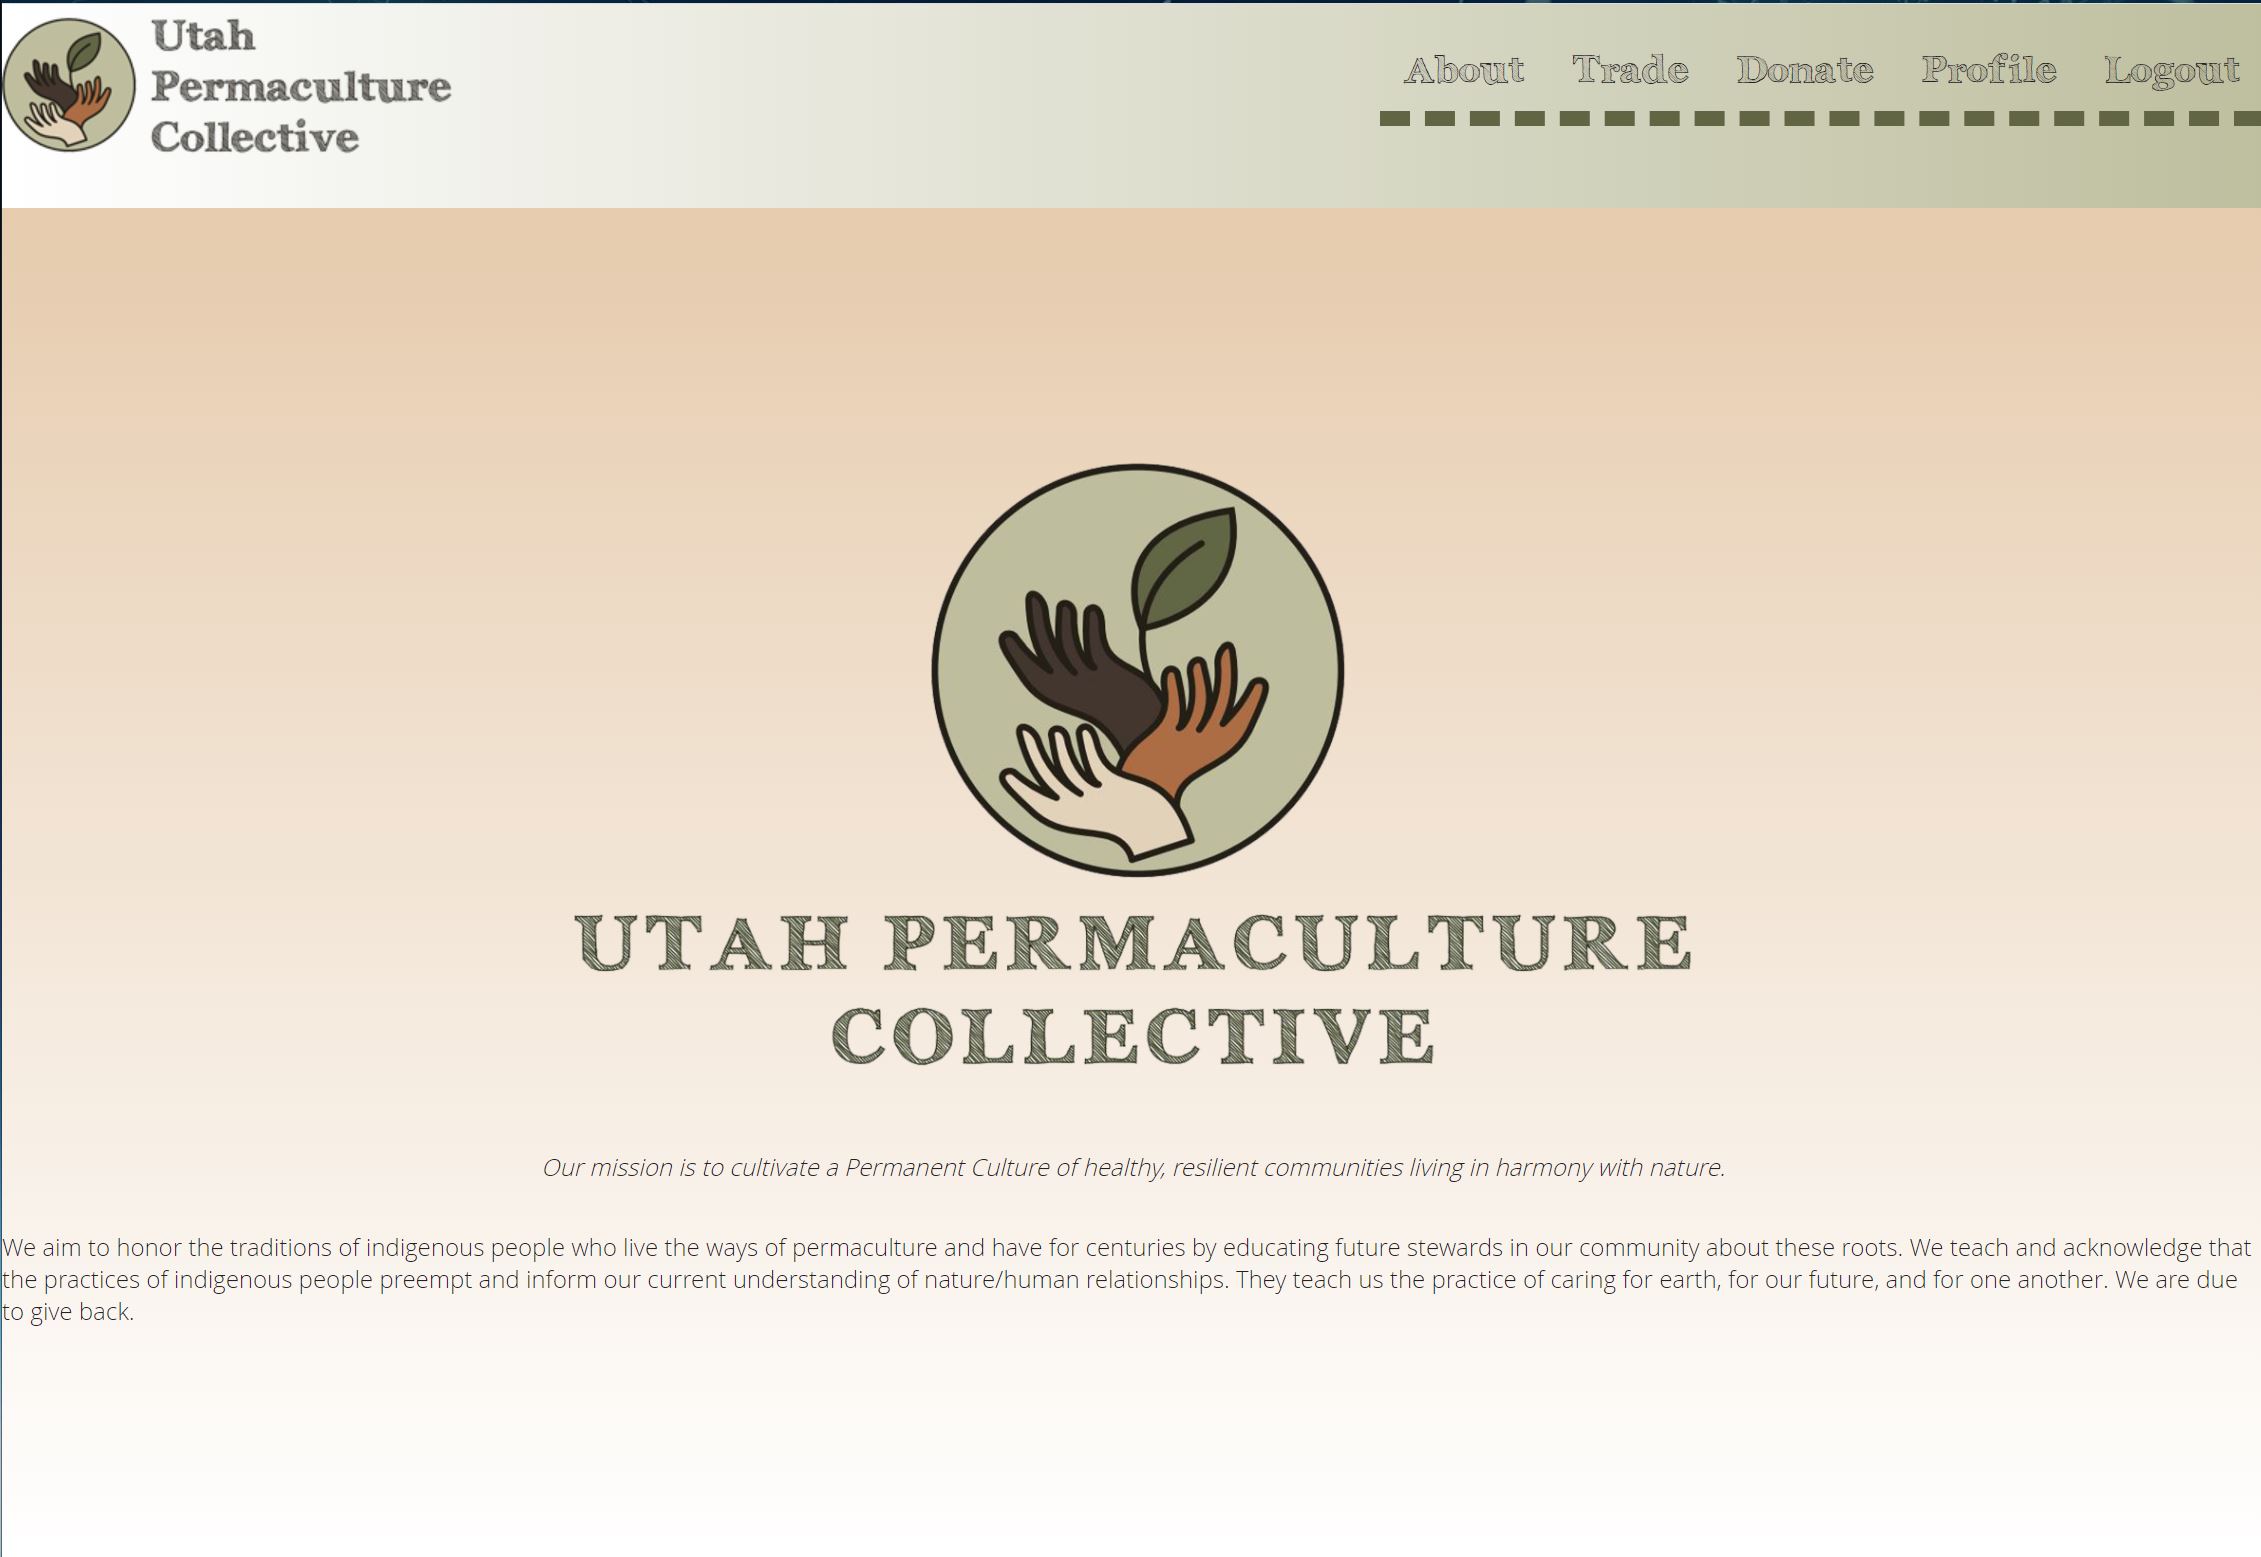 Utah
Permaculture
Collective
About Trade Donate Profile Logout
UTAH PERMACULTURE
COLLECTIVE
Our mission is to cultivate a Permanent Culture of healthy, resilient communities living in harmony with nature.
We aim to honor the traditions of indigenous people who live the ways of permaculture and have for centuries by educating future stewards in our community about these roots. We teach and acknowledge that
the practices of indigenous people preempt and inform our current understanding of nature/human relationships. They teach us the practice of caring for earth, for our future, and for one another. We are due
to give back.